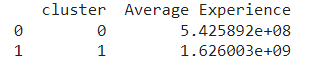 cluster Average Experience
0 0 5.425892e+08
1 1 1.626003e+09